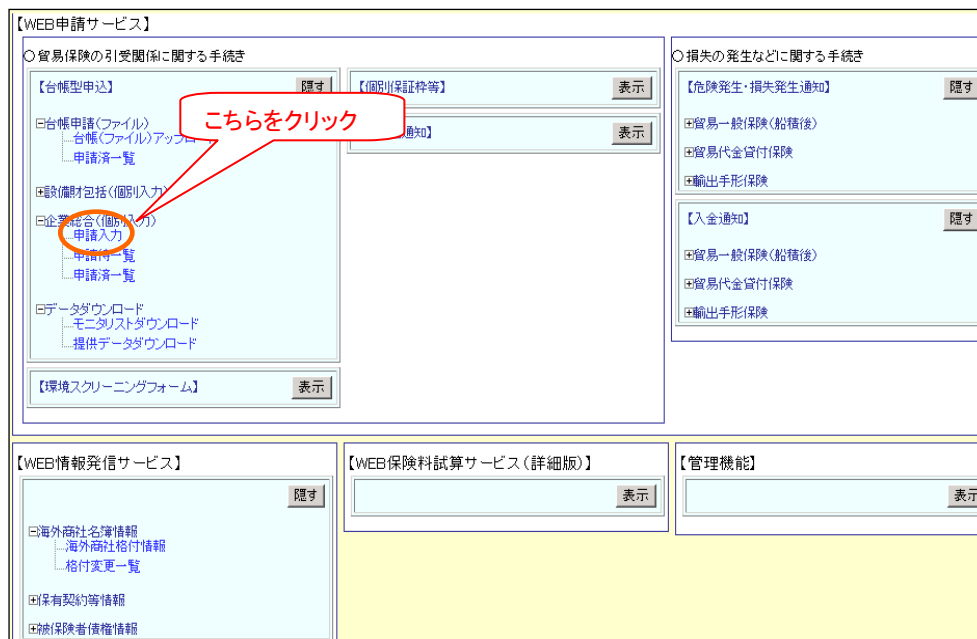 【WEB申請サービス】
○貿易保険の引受関係に関する手続き
【台帳型申込】
隠す
⊟台帳申請(ファイル)
台帳(ファイル)アップロー
申請済一覧
⊞設備財包括(個別入力)
⊟企業総合(個別入力)
申請入力
申請待一覧
申請済一覧
⊟データダウンロード
モニタリストダウンロード
提供データダウンロード
【環境スクリーニングフォーム】
表示
こちらをクリック
【個別保証枠等】
表示
通知】
表示
○損失の発生などに関する手続き
【危険発生・損失発生通知】
隠す
⊞貿易一般保険(船積後)
⊞貿易代金貸付保険
⊞輸出手形保険
【入金通知】
隠す
⊞貿易一般保険(船積後)
⊞貿易代金貸付保険
⊞輸出手形保険
【WEB情報発信サービス】
隠す
⊟海外商社名簿情報
海外商社格付情報
格付変更一覧
⊞保有契約等情報
⊞被保険者債権情報
【WEB保険料試算サービス(詳細版)】
表示
【管理機能】
表示